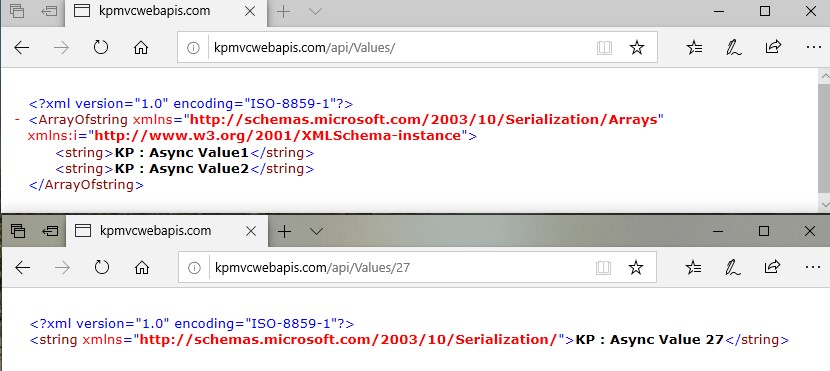 kpmvcwebapis.com
kpmvcwebapis.com/api/Values/
<?xml version="1.0" encoding="ISO-8859-1"?>
- <ArrayOfstring xmlns="http://schemas.microsoft.com/2003/10/Serialization/Arrays"
xmlns:i="http://www.w3.org/2001/XMLSchema-instance">
<string>KP : Async Value1</string>
<string>KP : Async Value2</string>
</ArrayOfstring>
kpmvcwebapis.com
kpmvcwebapis.com/api/Values/27
<?xml version="1.0" encoding="ISO-8859-1"?>
<string xmlns="http://schemas.microsoft.com/2003/10/Serialization/">KP : Async Value 27</string>